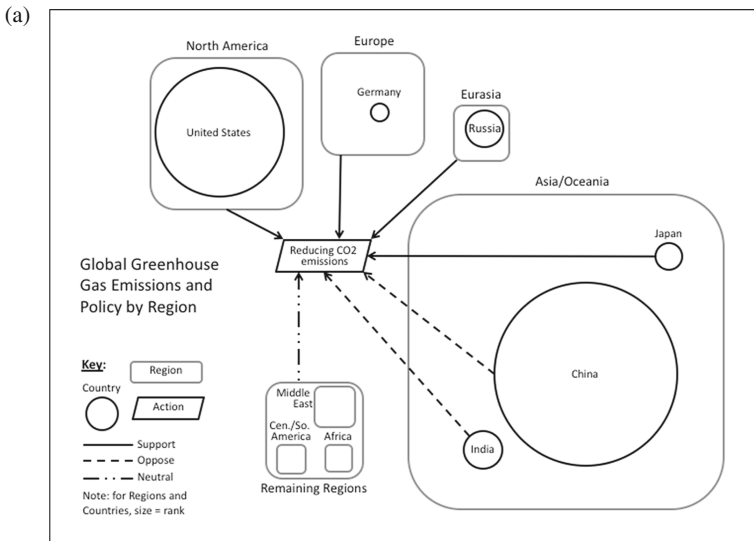 (a)
North America
Europe
Eurasia
Asia/Oceania
United States
Germany
Russia
Japan
Reducing CO2
emissions
China
India
Global Greenhouse
Gas Emissions and
Policy by Region
Key:
Region
Country
Action
Support
Oppose
Neutral
Note: for Regions and
Countries, size = rank
Middle
East
Cen./So.
America
Africa
Remaining Regions